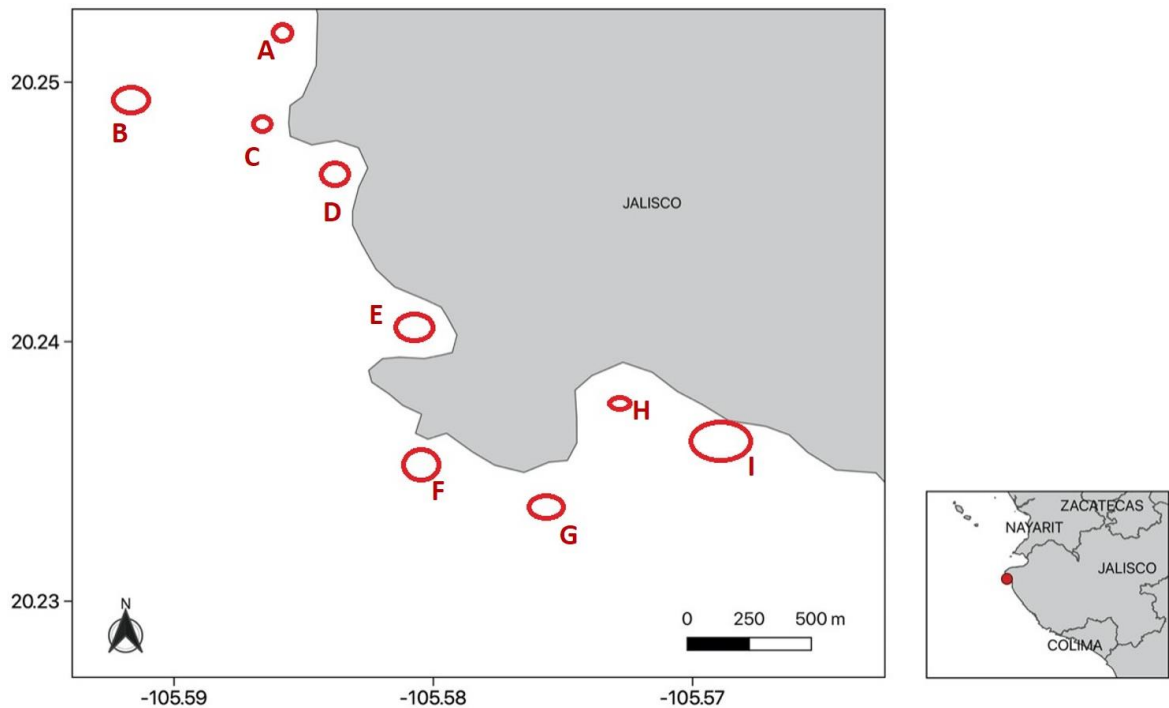 A
20.25
B
C
D
JALISCO
E
20.24
H
I
F
G
20.23
N
0 250 500 m
-105.59 -105.58 -105.57
ZACATECAS
NAYARIT
JALISCO
COLIMA